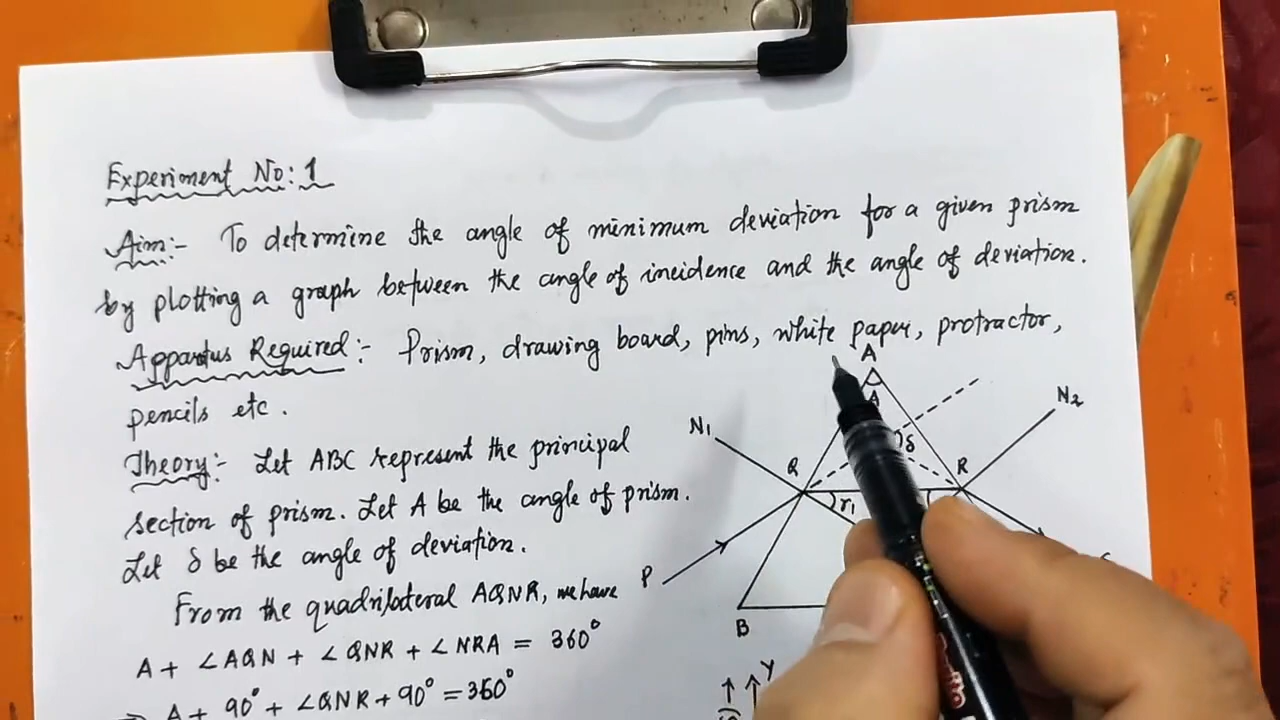 Experiment No: 1
Aim:- To determine the angle of minimum deviation for a given prism
by plotting a graph between the angle of incidence and the angle of deviation.
Apparatus Required:- Prism, drawing board, pins, white paper, protractor,
pencils etc.
Theory:- Let ABC represent the principal
section of prism. Let A be the angle of prism.
Let δ be the angle of deviation.
From the quadrilateral AQNR, we have
A + ∠AQN + ∠QNR + ∠NRA = 360°
⇒ A + 90° + ∠QNR + 90° = 360°
A
A
N1
N2
δ
Q
R
r1
P
B
Y